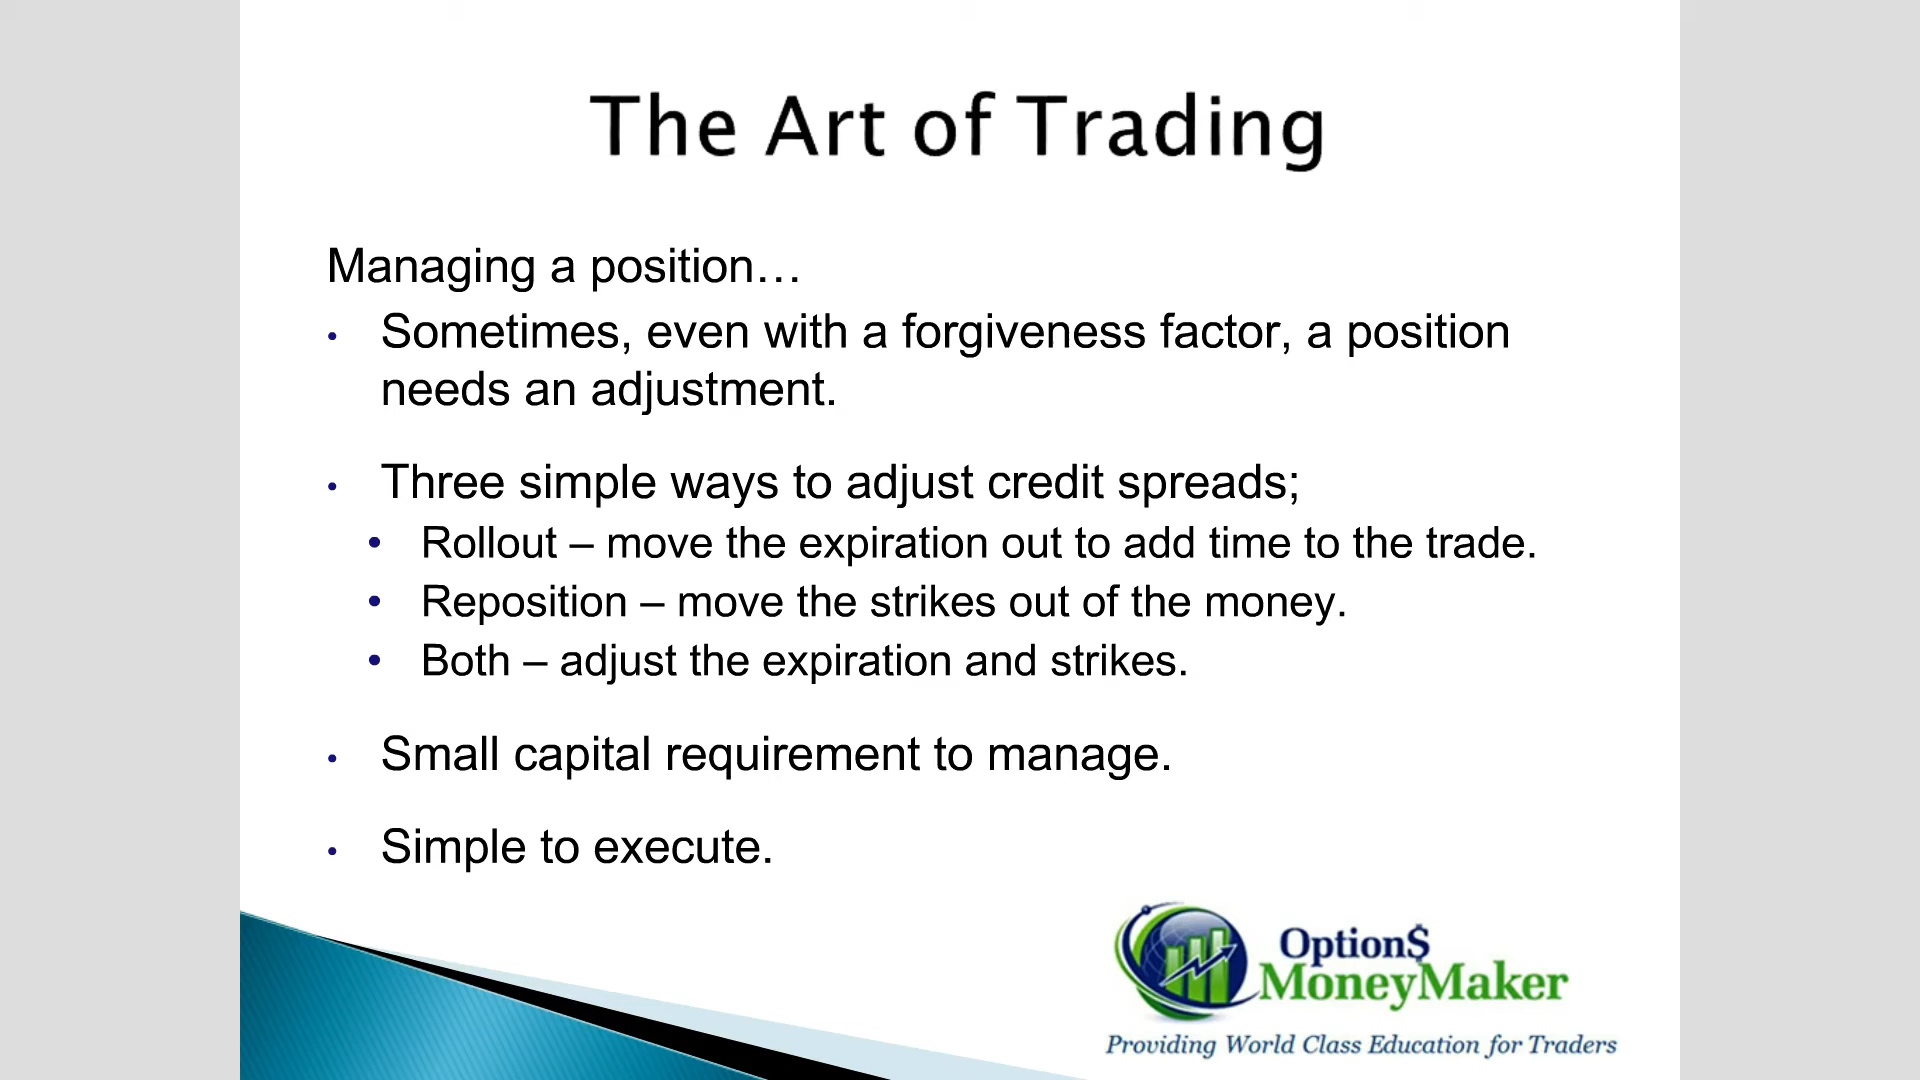 The Art of Trading
Managing a position…
• Sometimes, even with a forgiveness factor, a position
needs an adjustment.
• Three simple ways to adjust credit spreads;
• Rollout – move the expiration out to add time to the trade.
• Reposition – move the strikes out of the money.
• Both – adjust the expiration and strikes.
• Small capital requirement to manage.
• Simple to execute.
Option$
MoneyMaker
Providing World Class Education for Traders